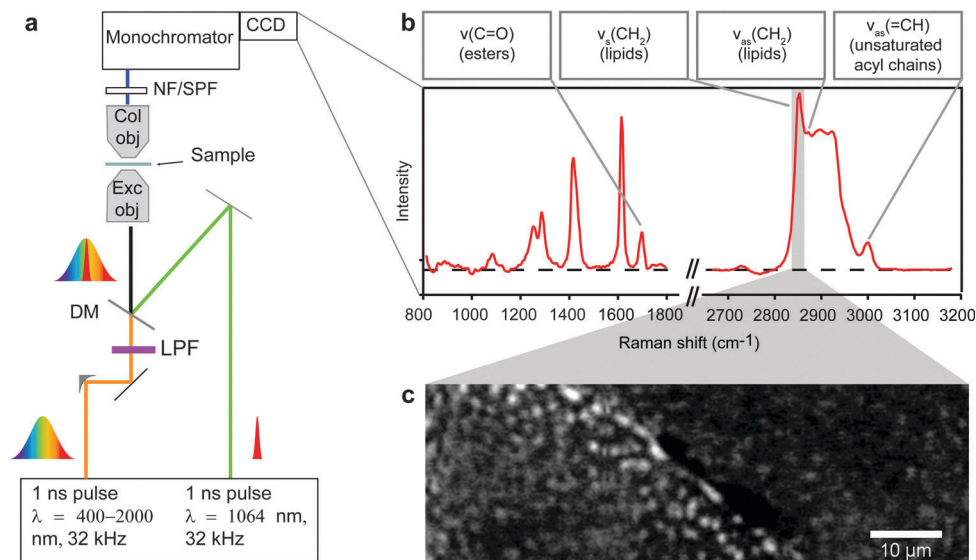 a
Monochromator
CCD
NF/SPF
Col
obj
Sample
Exc
obj
DM
LPF
1 ns pulse
λ = 400–2000
nm, 32 kHz
1 ns pulse
λ = 1064 nm,
32 kHz
b
ν(C=O)
(esters)
νs(CH2)
(lipids)
νas(CH2)
(lipids)
νas(=CH)
(unsaturated
acyl chains)
Intensity
800 1000 1200 1400 1600 1800 2700 2800 2900 3000 3100 3200
Raman shift (cm-1)
c
10 µm